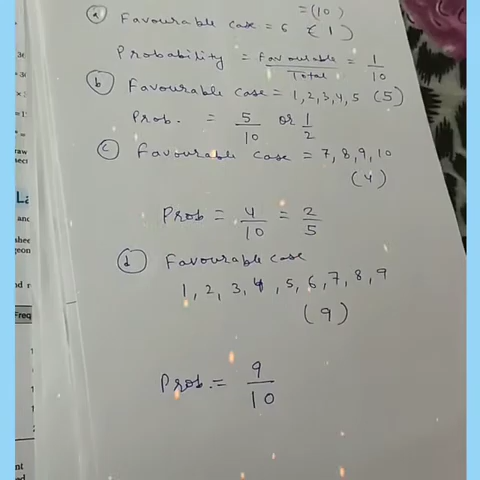 =(10)
(a) Favourable case = 6 (1)
Probability = Favourable/Total = 1/10
(b) Favourable case = 1, 2, 3, 4, 5 (5)
Prob. = 5/10 or 1/2
(c) Favourable case = 7, 8, 9, 10
(4)
Prob = 4/10 = 2/5
(d) Favourable case
1, 2, 3, 4, 5, 6, 7, 8, 9
(9)
Prob. = 9/10
Freq